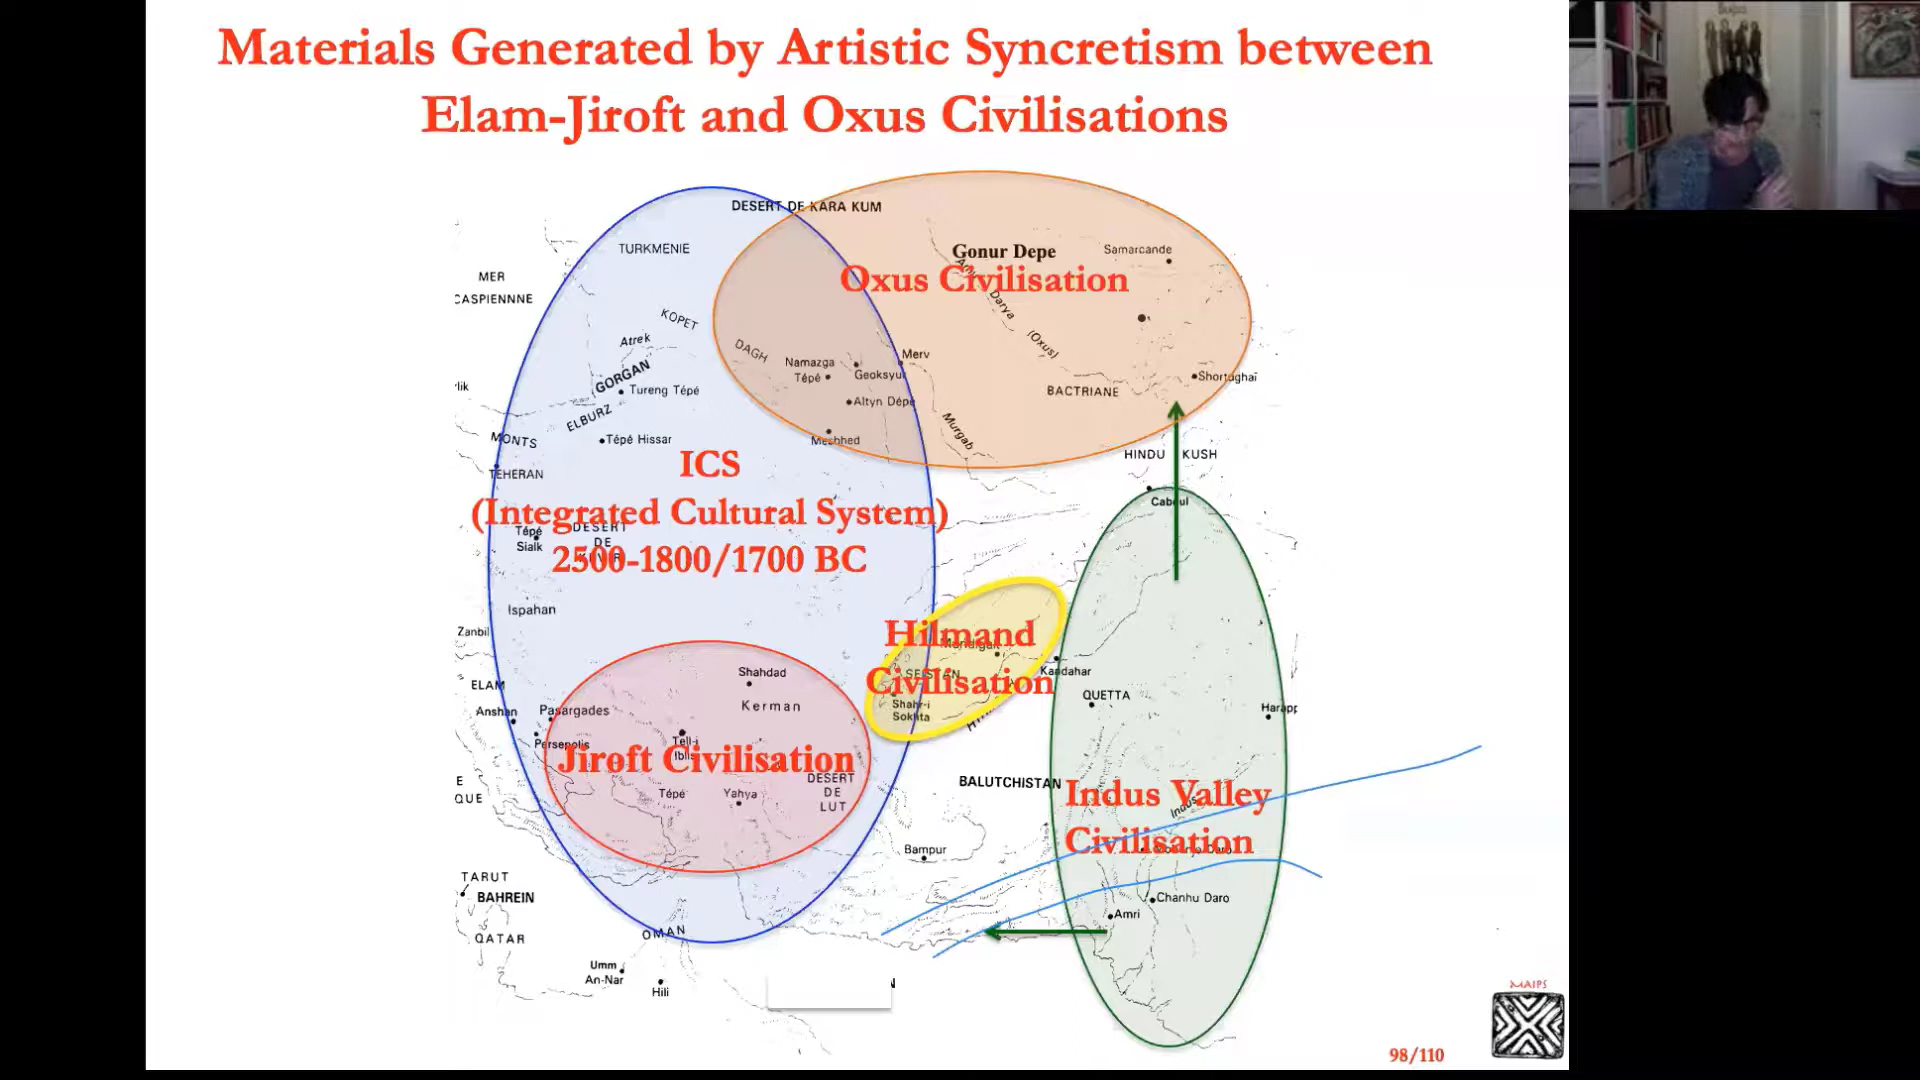 Materials Generated by Artistic Syncretism between
Elam-Jiroft and Oxus Civilisations
DESERT DE KARA KUM
TURKMENIE
Gonur Depe
Samarcande
MER
CASPIENNNE
Oxus Civilisation
Amu Darya
(Oxus)
KOPET
DAGH
Atrek
Merv
Namazga
Tépé
Geoksyur
GORGAN
Tureng Tépé
Altyn Dépé
BACTRIANE
Shortughaï
Murgab
ELBURZ
MONTS
Tépé Hissar
Meshhed
TEHERAN
HINDU KUSH
ICS
(Integrated Cultural System)
2500-1800/1700 BC
Caboul
Tépé
Sialk
DESERT
DE
Ispahan
Zanbil
Hilmand
Civilisation
SEISTAN
Kandahar
Shahr-i
Sokhta
Shahdad
Kerman
ELAM
QUETTA
Anshan
Pasargades
Persepolis
Harapp
Tell-i
Iblis
Jiroft Civilisation
DESERT
DE
LUT
Tépé Yahya
E
QUE
BALUTCHISTAN
Indus Valley
Civilisation
Indus
Bampur
TARUT
BAHREIN
Chanhu Daro
Amri
QATAR
OMAN
Umm
An-Nar
Hili
MAIPS
98/110